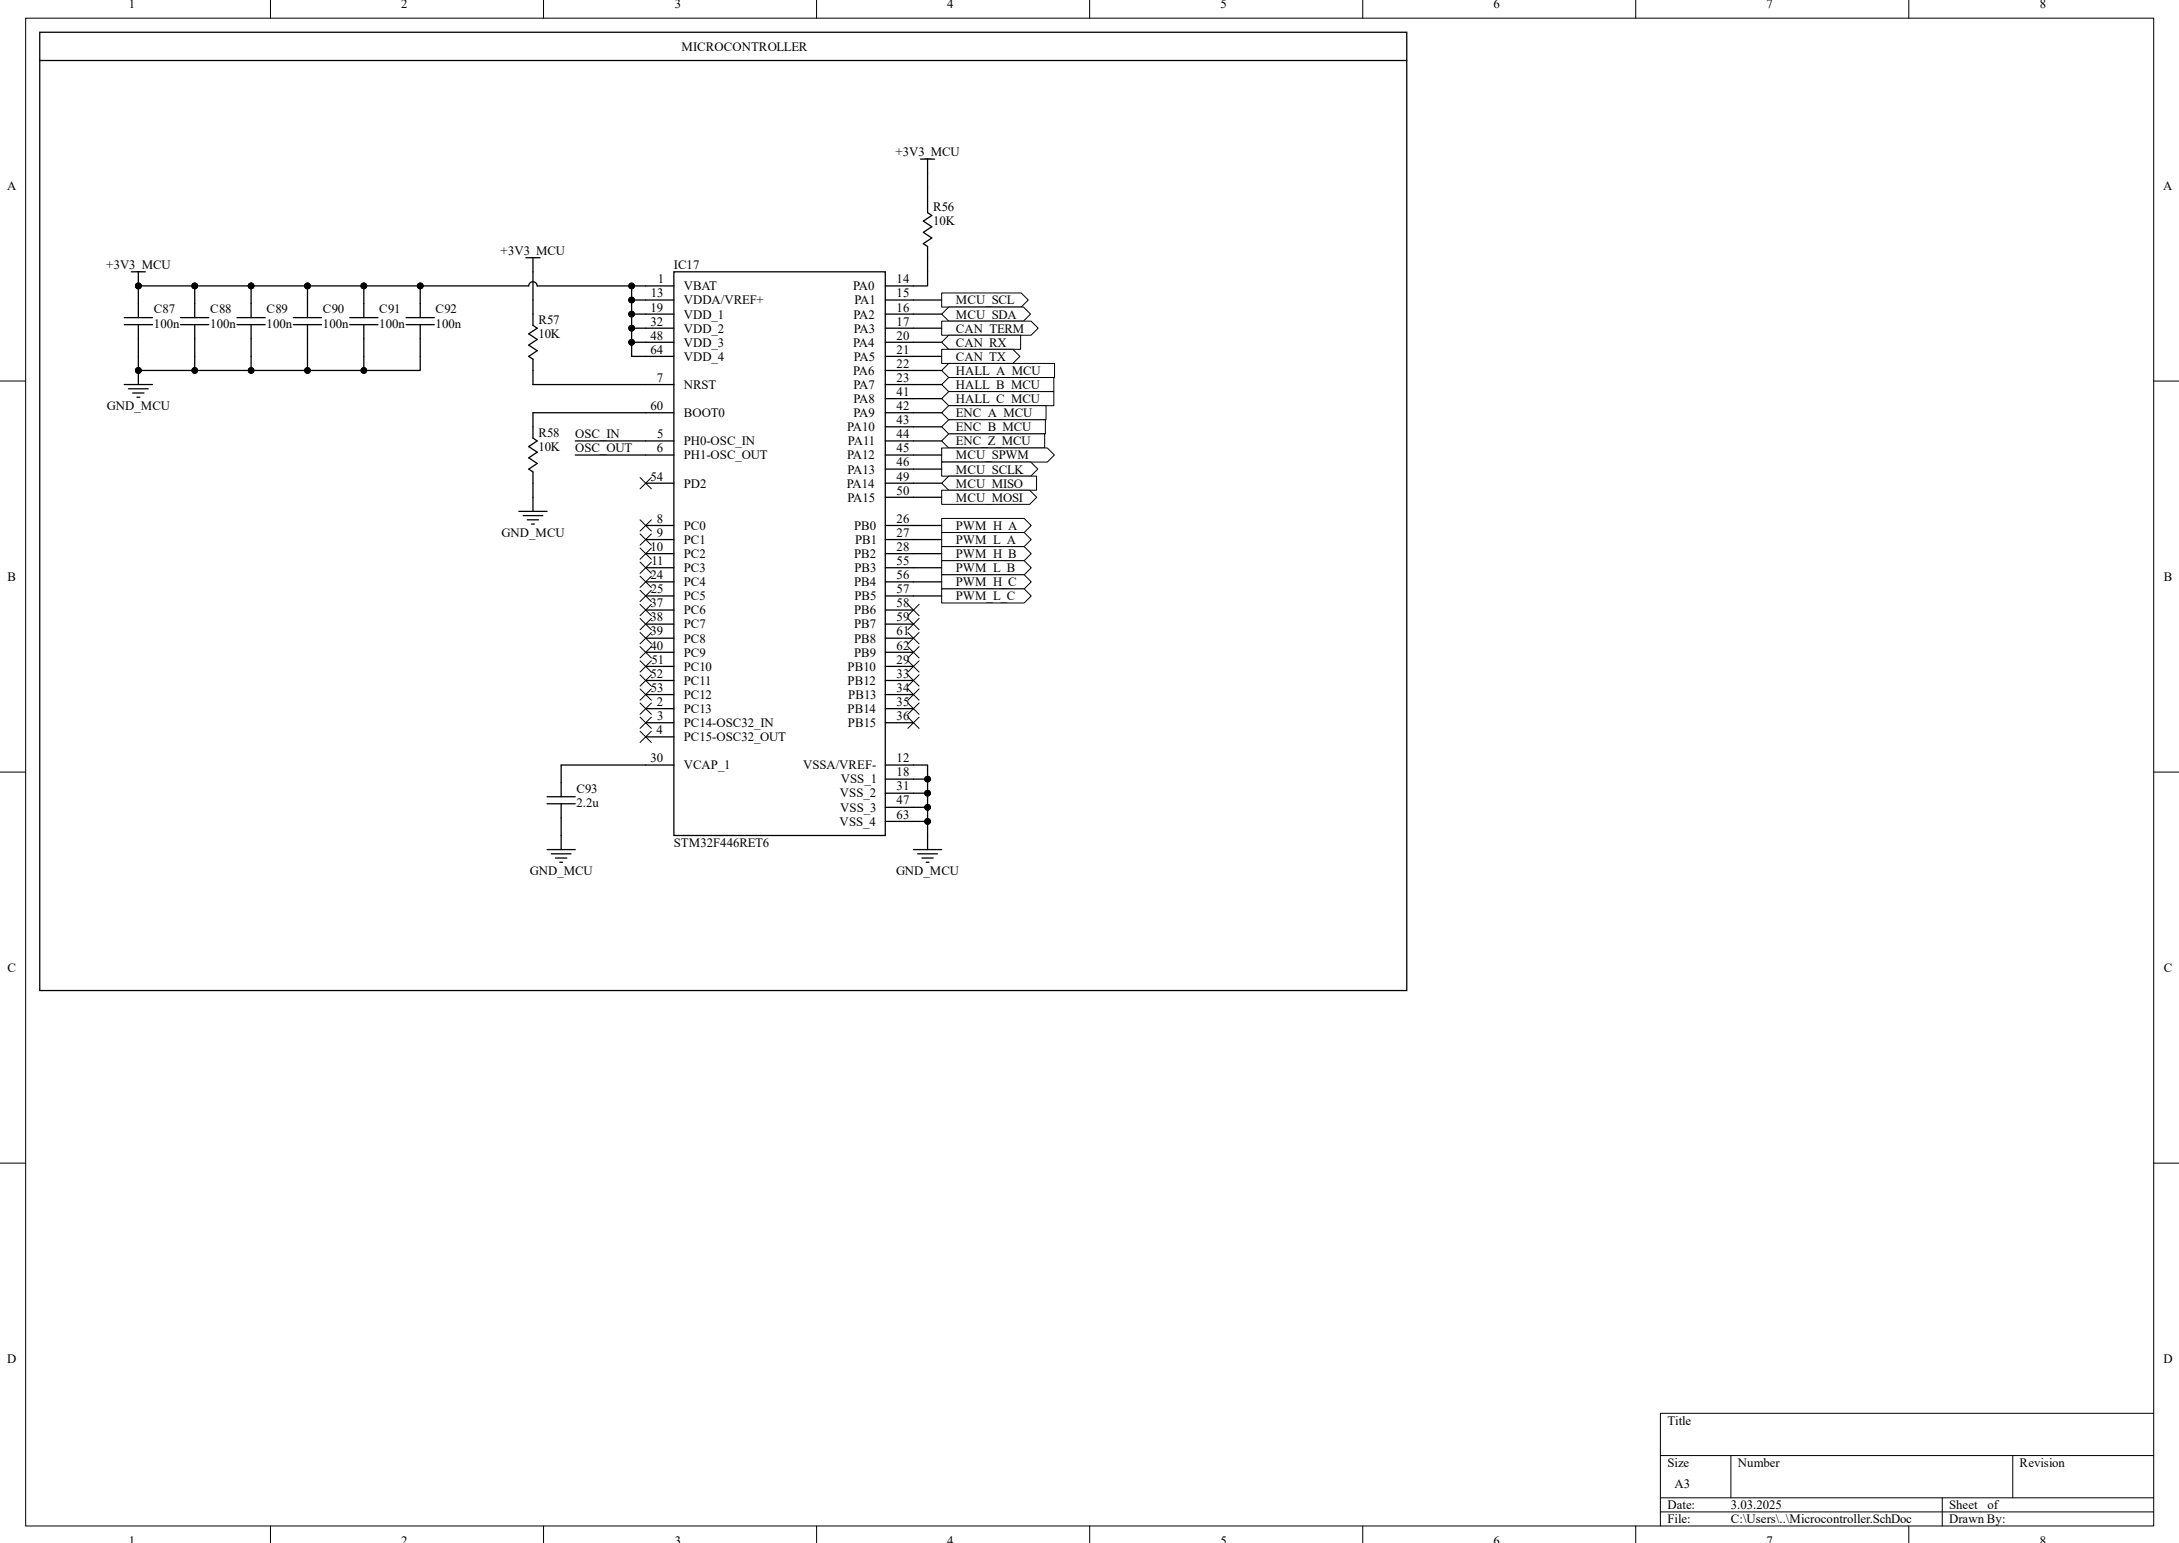 1 2 3 4 5 6 7 8
MICROCONTROLLER
A A
B B
C C
D D
+3V3_MCU
R56
10K
+3V3_MCU
+3V3_MCU
C87
100n
C88
100n
C89
100n
C90
100n
C91
100n
C92
100n
GND_MCU
R57
10K
R58
10K
GND_MCU
OSC_IN
OSC_OUT
IC17
1 VBAT
13 VDDA/VREF+
19 VDD_1
32 VDD_2
48 VDD_3
64 VDD_4
7 NRST
60 BOOT0
5 PH0-OSC_IN
6 PH1-OSC_OUT
54 PD2
8 PC0
9 PC1
10 PC2
11 PC3
24 PC4
25 PC5
37 PC6
38 PC7
39 PC8
40 PC9
51 PC10
52 PC11
53 PC12
2 PC13
3 PC14-OSC32_IN
4 PC15-OSC32_OUT
30 VCAP_1
C93
2.2u
GND_MCU
PA0 14
PA1 15 MCU_SCL
PA2 16 MCU_SDA
PA3 17 CAN_TERM
PA4 20 CAN_RX
PA5 21 CAN_TX
PA6 22 HALL_A_MCU
PA7 23 HALL_B_MCU
PA8 41 HALL_C_MCU
PA9 42 ENC_A_MCU
PA10 43 ENC_B_MCU
PA11 44 ENC_Z_MCU
PA12 45 MCU_SPWM
PA13 46 MCU_SCLK
PA14 49 MCU_MISO
PA15 50 MCU_MOSI
PB0 26 PWM_H_A
PB1 27 PWM_L_A
PB2 28 PWM_H_B
PB3 55 PWM_L_B
PB4 56 PWM_H_C
PB5 57 PWM_L_C
PB6 58
PB7 59
PB8 61
PB9 62
PB10 29
PB12 33
PB13 34
PB14 35
PB15 36
VSSA/VREF- 12
VSS_1 18
VSS_2 31
VSS_3 47
VSS_4 63
STM32F446RET6
GND_MCU
Title
Size Number Revision
A3
Date: 3.03.2025 Sheet of
File: C:\Users\..\Microcontroller.SchDoc Drawn By:
1 2 3 4 5 6 7 8